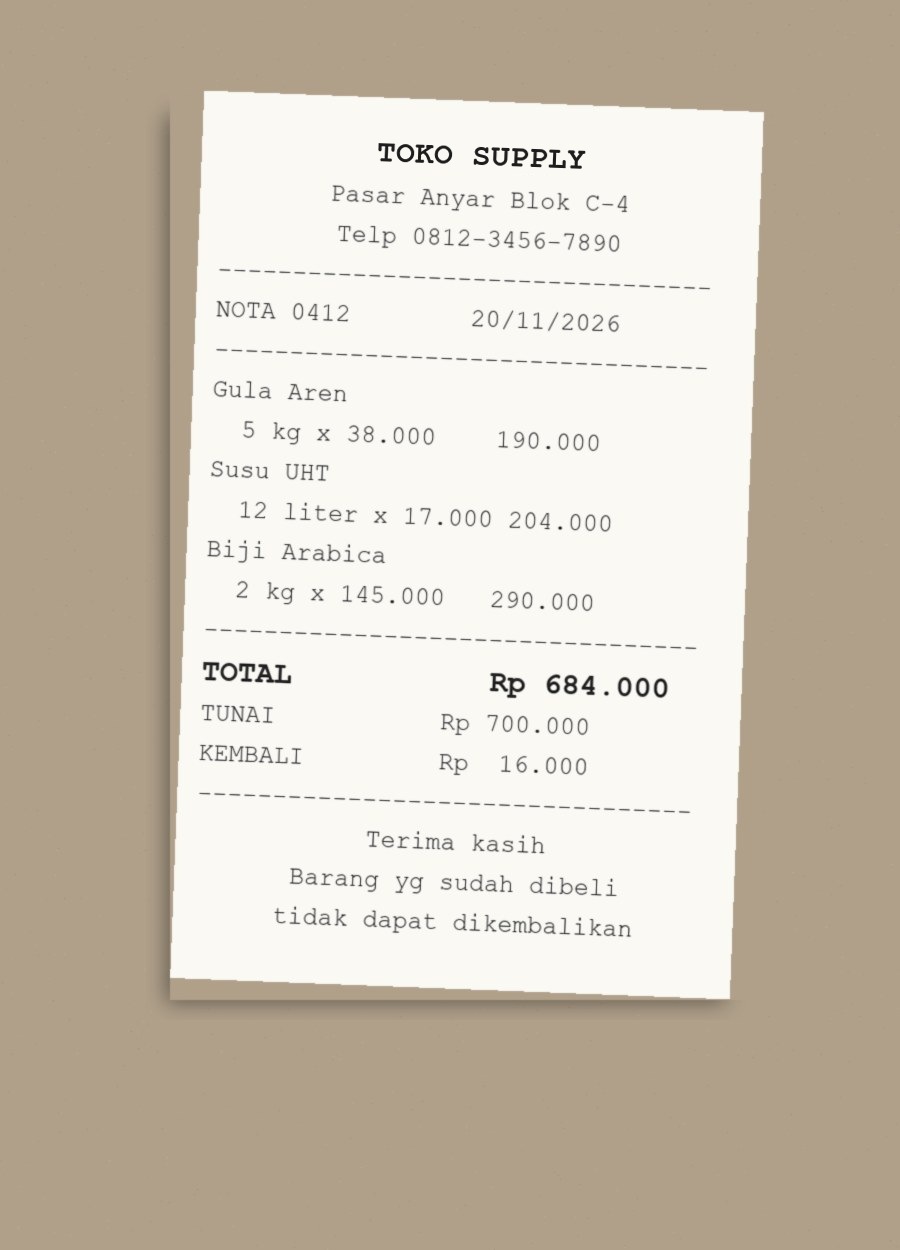 TOKO SUPPLY
Pasar Anyar Blok C-4
Telp 0812-3456-7890
---------------------------------
NOTA 0412 20/11/2026
---------------------------------
Gula Aren
5 kg x 38.000 190.000
Susu UHT
12 liter x 17.000 204.000
Biji Arabica
2 kg x 145.000 290.000
---------------------------------
TOTAL Rp 684.000
TUNAI Rp 700.000
KEMBALI Rp 16.000
---------------------------------
Terima kasih
Barang yg sudah dibeli
tidak dapat dikembalikan